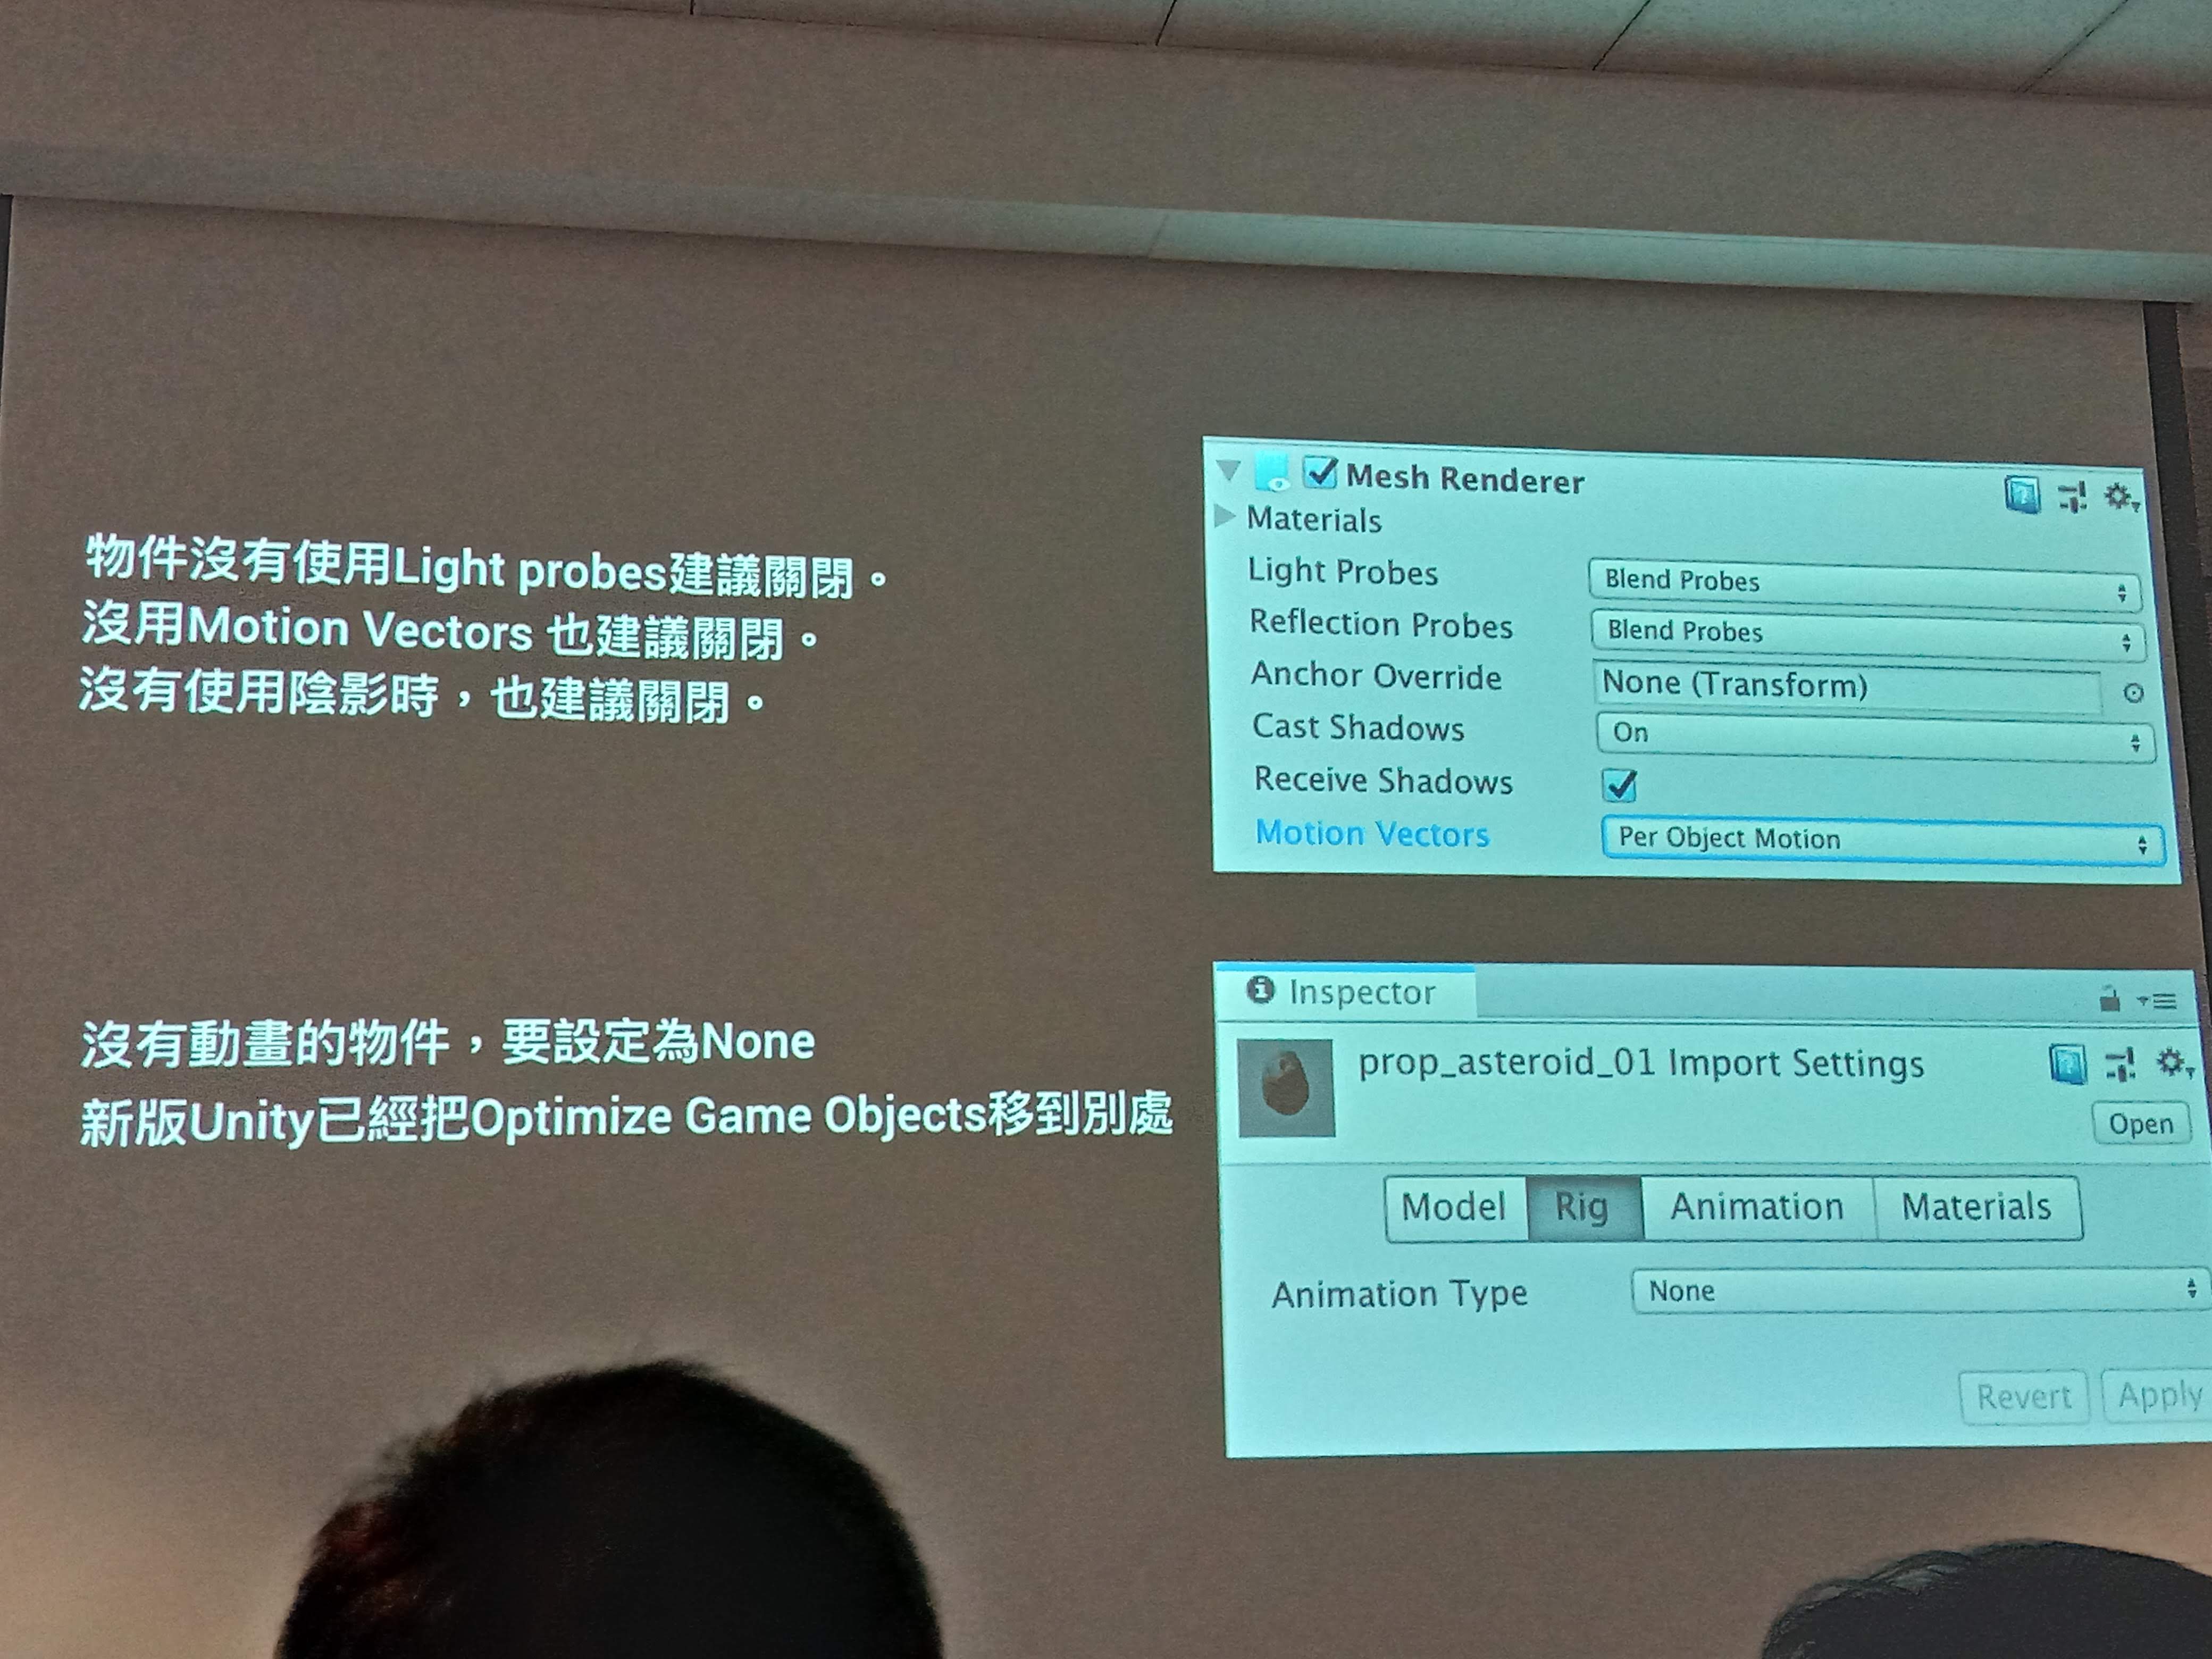 物件沒有使用Light probes建議關閉。
沒用Motion Vectors 也建議關閉。
沒有使用陰影時，也建議關閉。
Mesh Renderer
Materials
Light Probes Blend Probes
Reflection Probes Blend Probes
Anchor Override None (Transform)
Cast Shadows On
Receive Shadows
Motion Vectors Per Object Motion
沒有動畫的物件，要設定為None
新版Unity已經把Optimize Game Objects移到別處
Inspector
prop_asteroid_01 Import Settings
Open
Model Rig Animation Materials
Animation Type None
Revert Apply